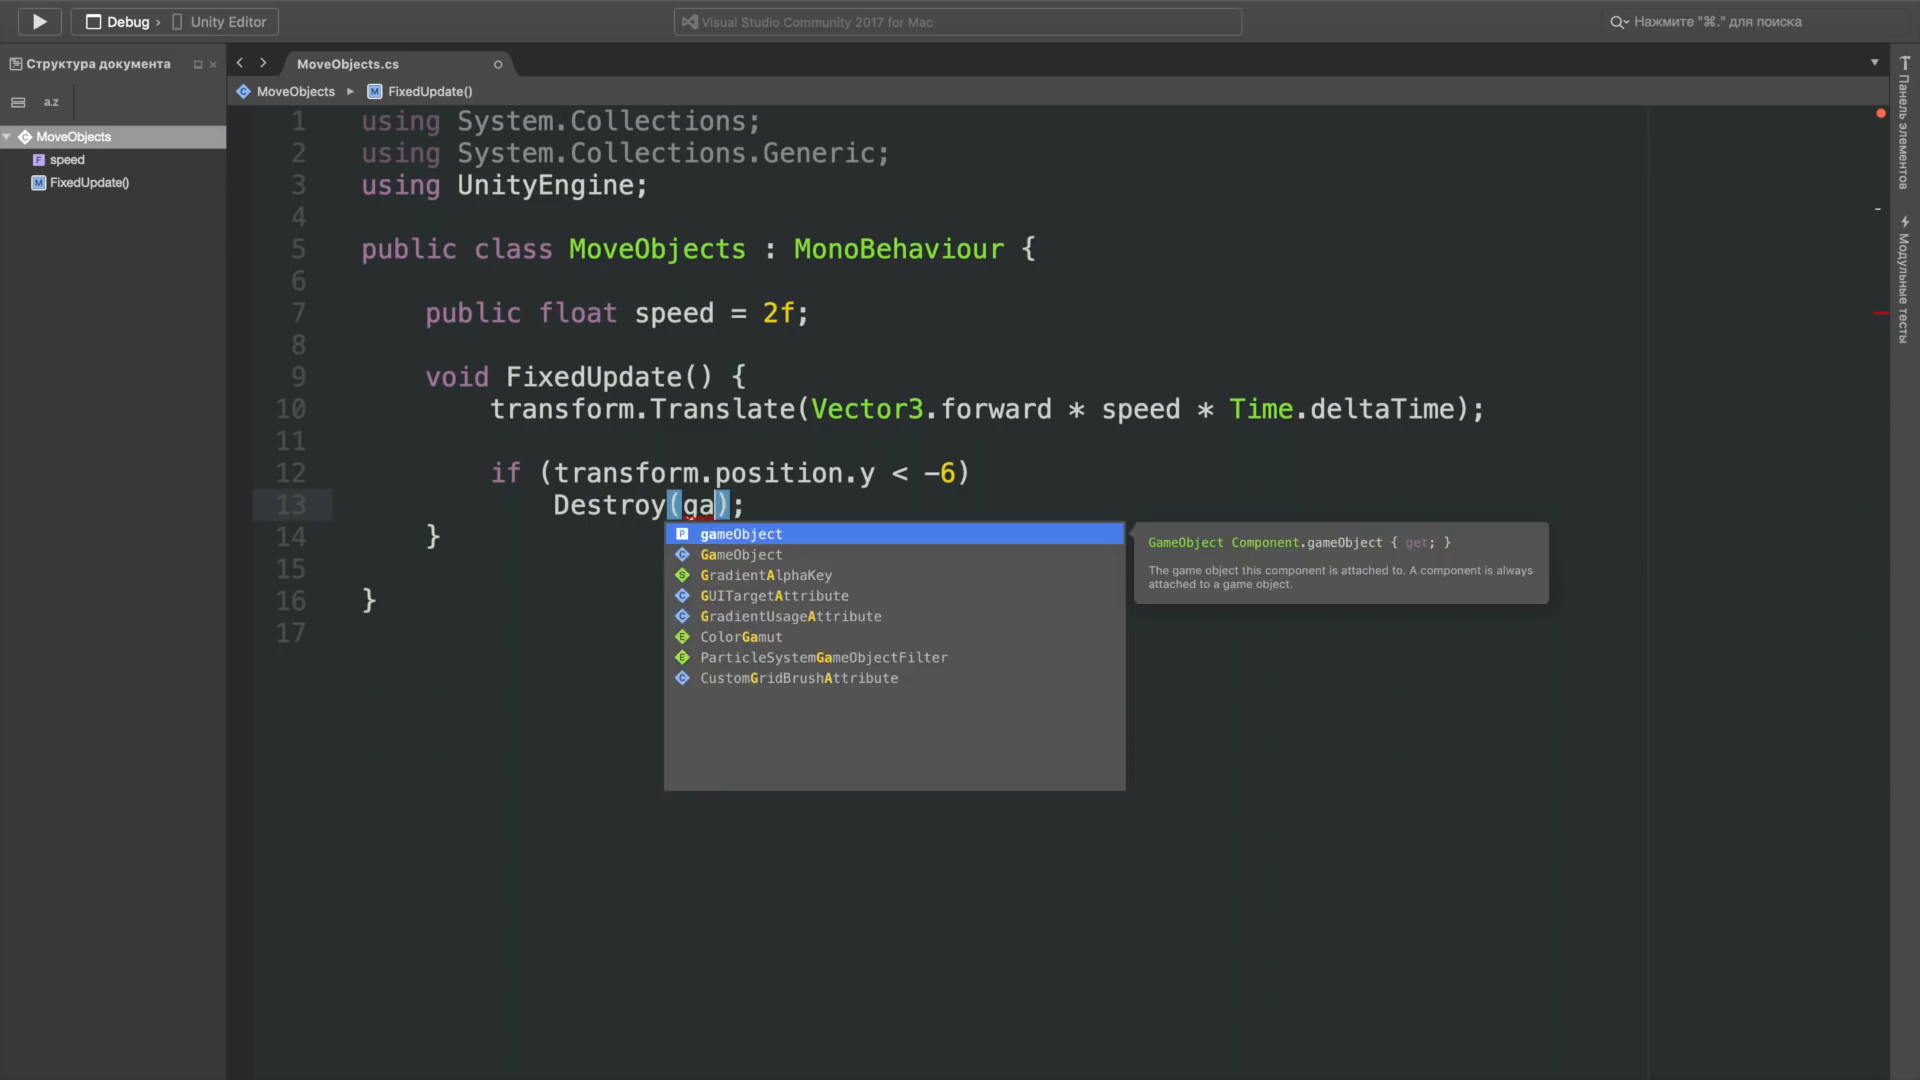 Debug › Unity Editor
Visual Studio Community 2017 for Mac
Нажмите "⌘." для поиска
Структура документа
a.z
MoveObjects
speed
FixedUpdate()
MoveObjects.cs
MoveObjects ▸ FixedUpdate()
1 using System.Collections;
2 using System.Collections.Generic;
3 using UnityEngine;
4
5 public class MoveObjects : MonoBehaviour {
6
7 public float speed = 2f;
8
9 void FixedUpdate() {
10 transform.Translate(Vector3.forward * speed * Time.deltaTime);
11
12 if (transform.position.y < -6)
13 Destroy(ga);
14 }
15
16 }
17
P gameObject
C GameObject
S GradientAlphaKey
C GUITargetAttribute
C GradientUsageAttribute
E ColorGamut
E ParticleSystemGameObjectFilter
C CustomGridBrushAttribute
GameObject Component.gameObject { get; }
The game object this component is attached to. A component is always
attached to a game object.
Панель элементов
Модульные тесты